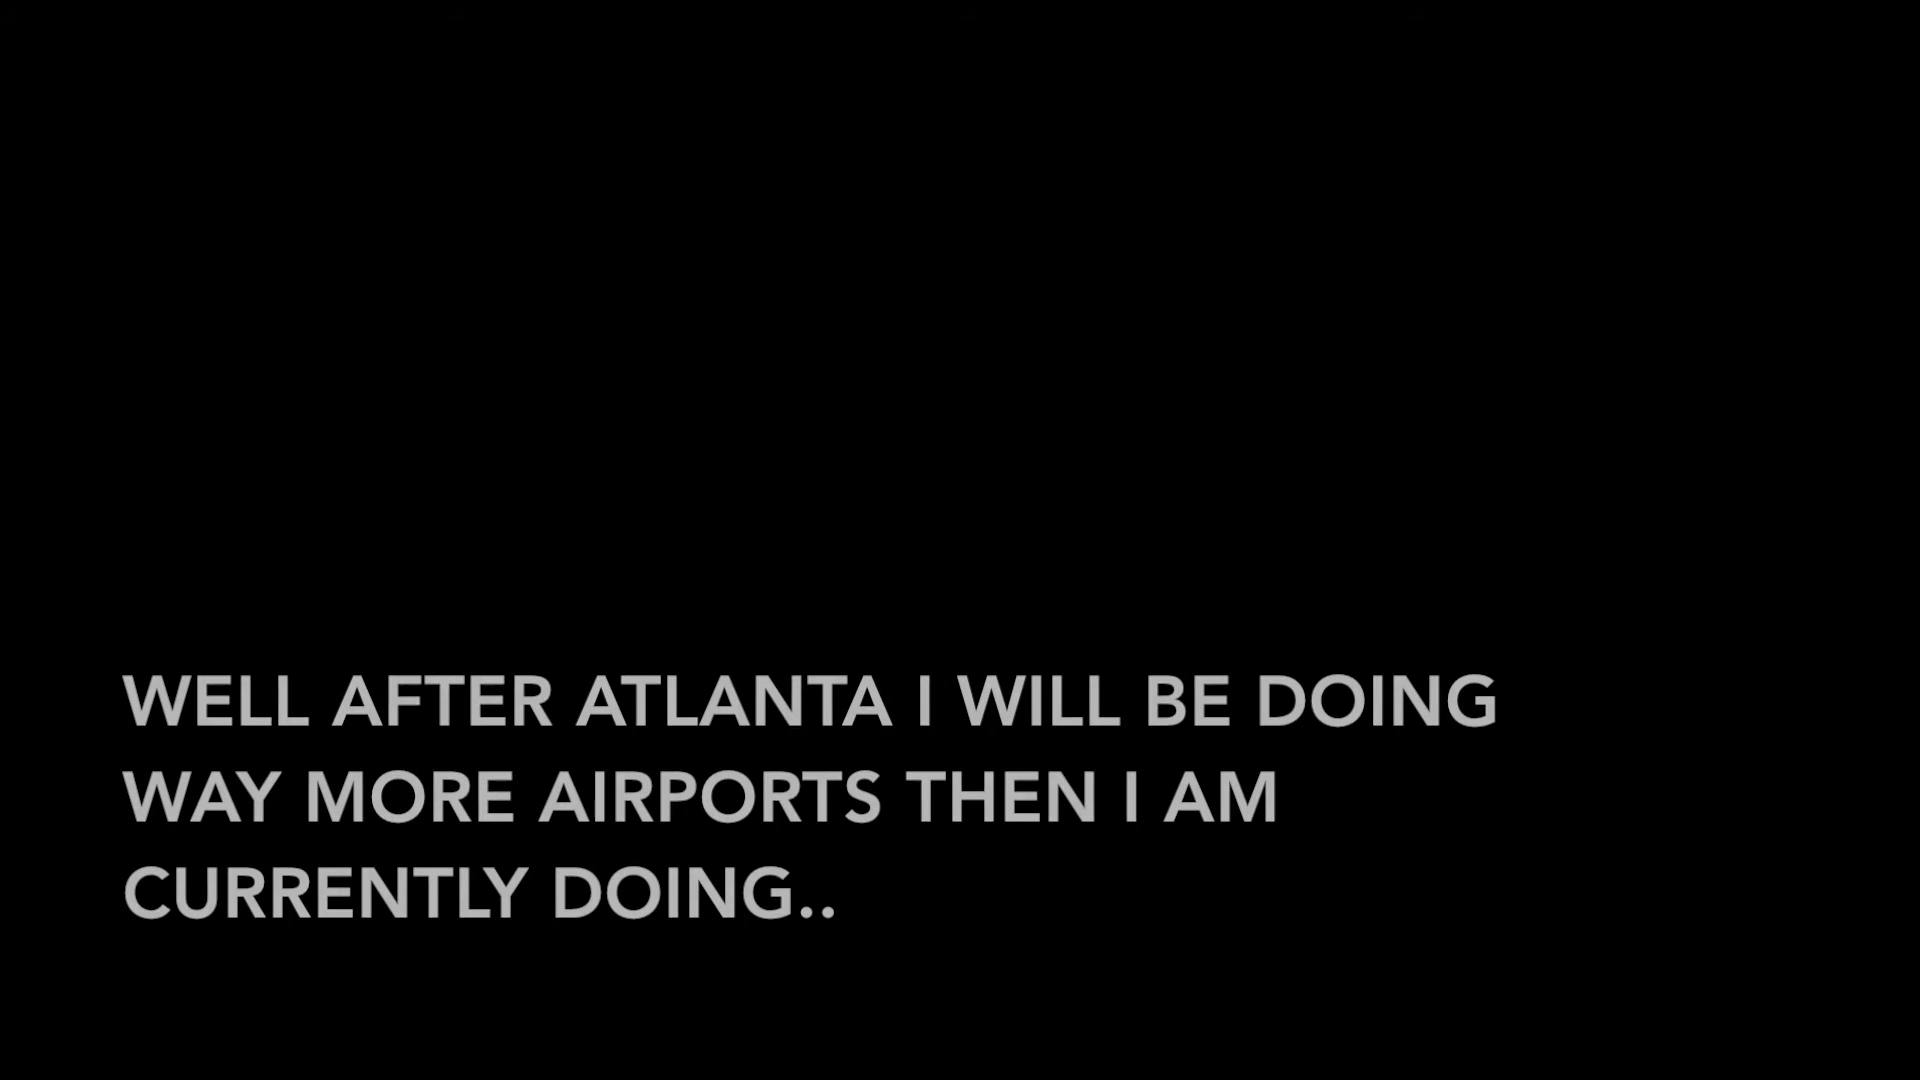 WELL AFTER ATLANTA I WILL BE DOING
WAY MORE AIRPORTS THEN I AM
CURRENTLY DOING..